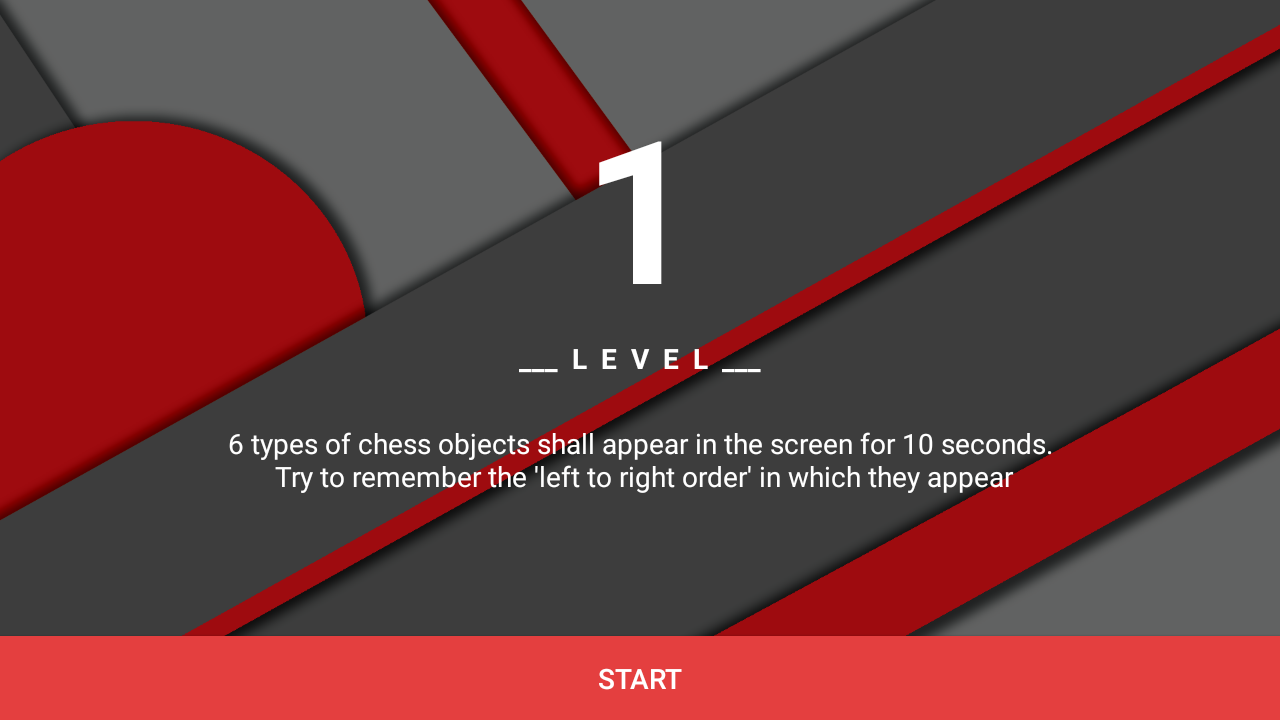 1
___ L E V E L ___
6 types of chess objects shall appear in the screen for 10 seconds.
Try to remember the 'left to right order' in which they appear
START